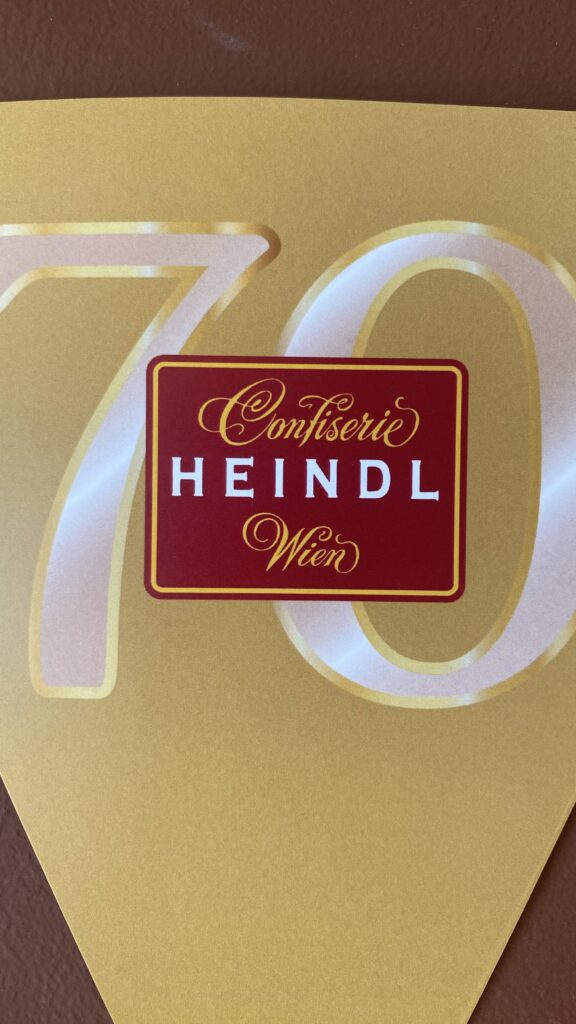 70
Confiserie
HEINDL
Wien